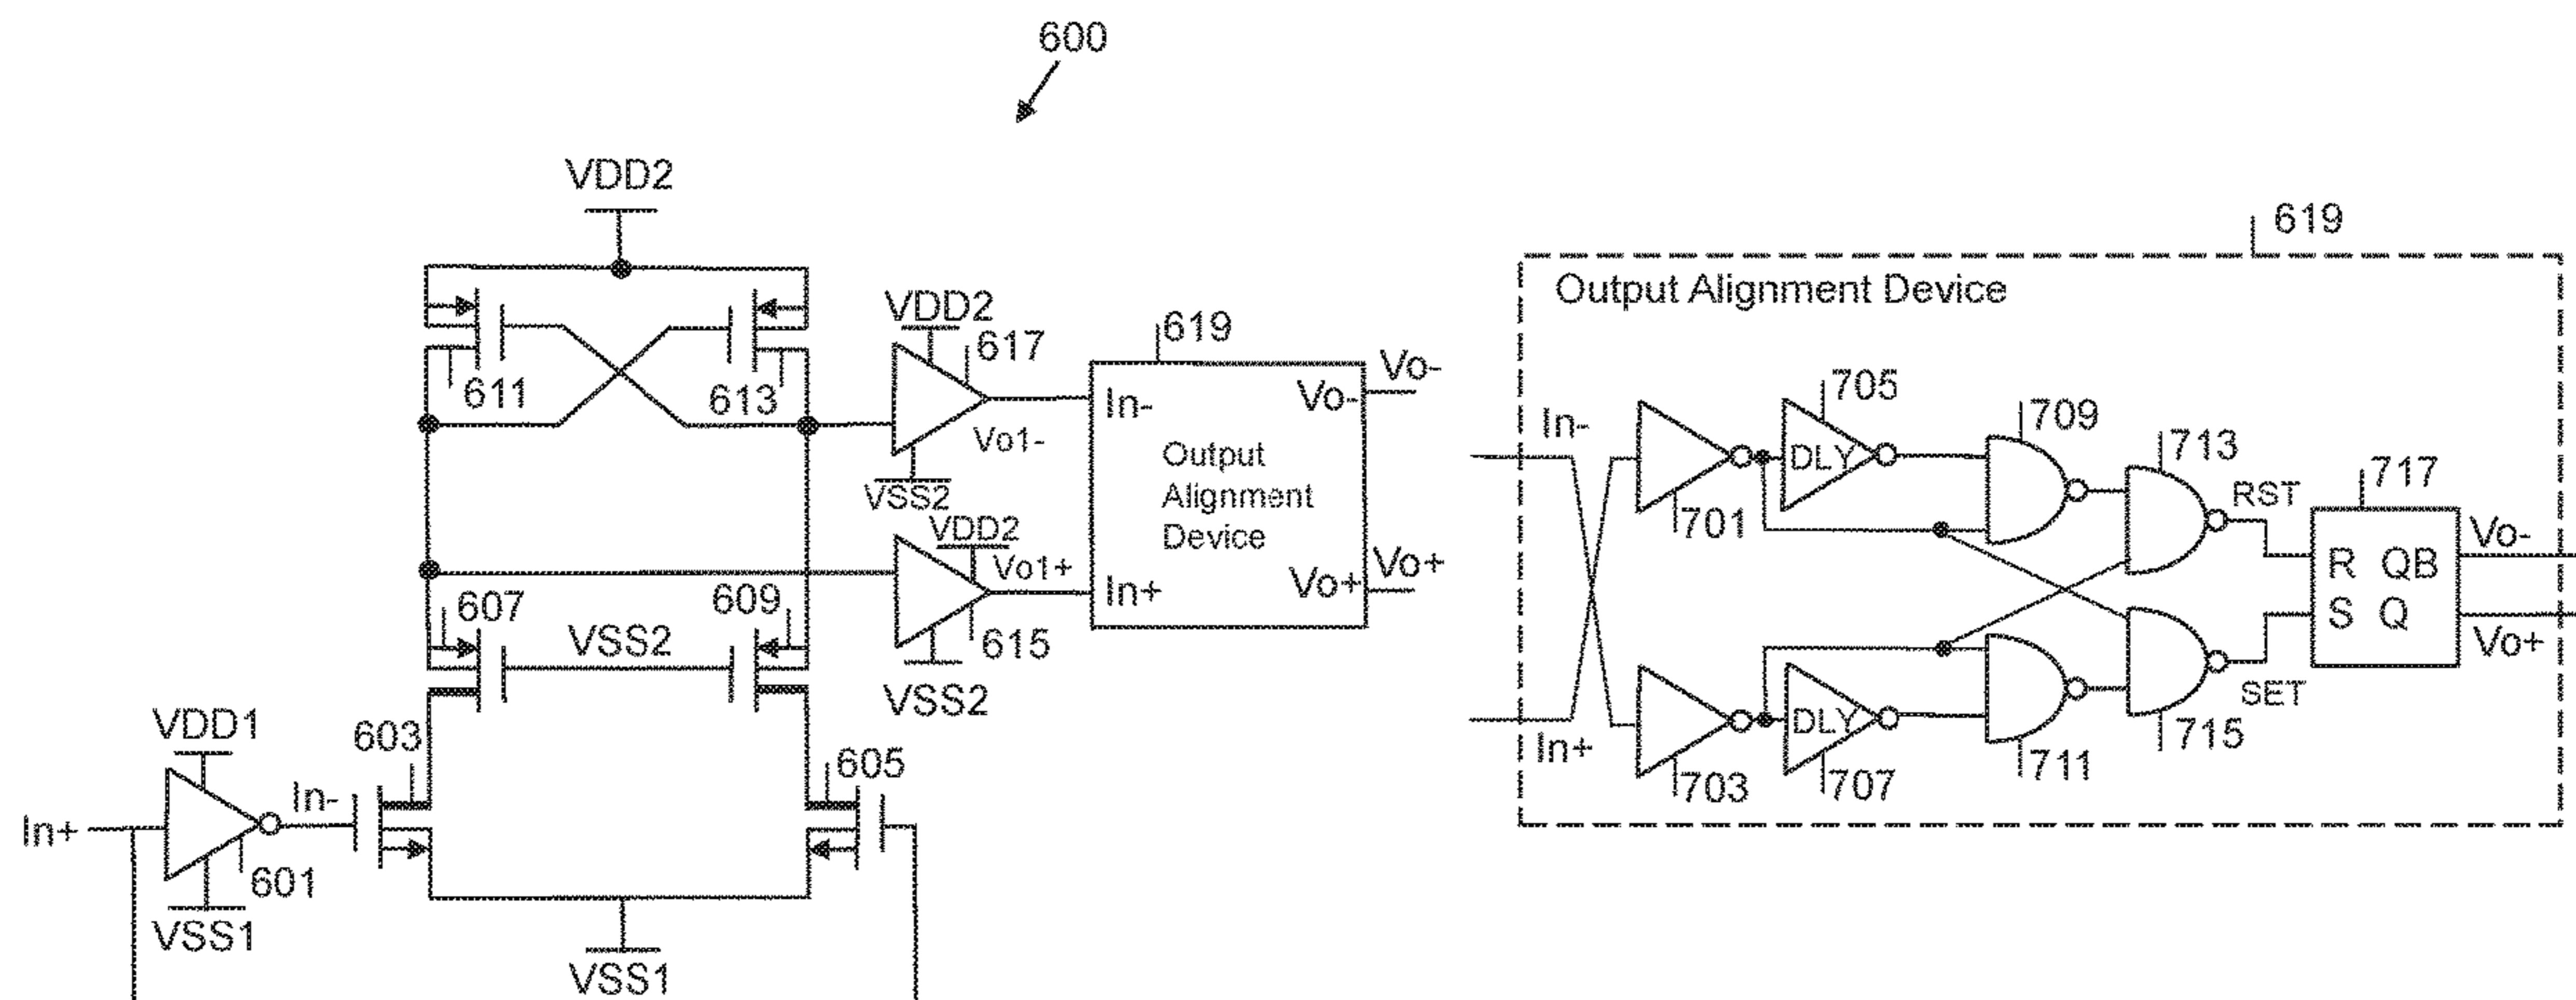 600
VDD2
611
613
VDD2
617
Vo1-
VSS2
VDD2
Vo1+
615
VSS2
619
In-
Vo-
Output
Alignment
Device
In+
Vo+
Vo-
Vo+
607
VSS2
609
603
605
VDD1
In+
In-
601
VSS1
VSS1
619
Output Alignment Device
In-
In+
701
705
DLY
709
713
RST
703
707
DLY
711
715
SET
717
R QB
S Q
Vo-
Vo+